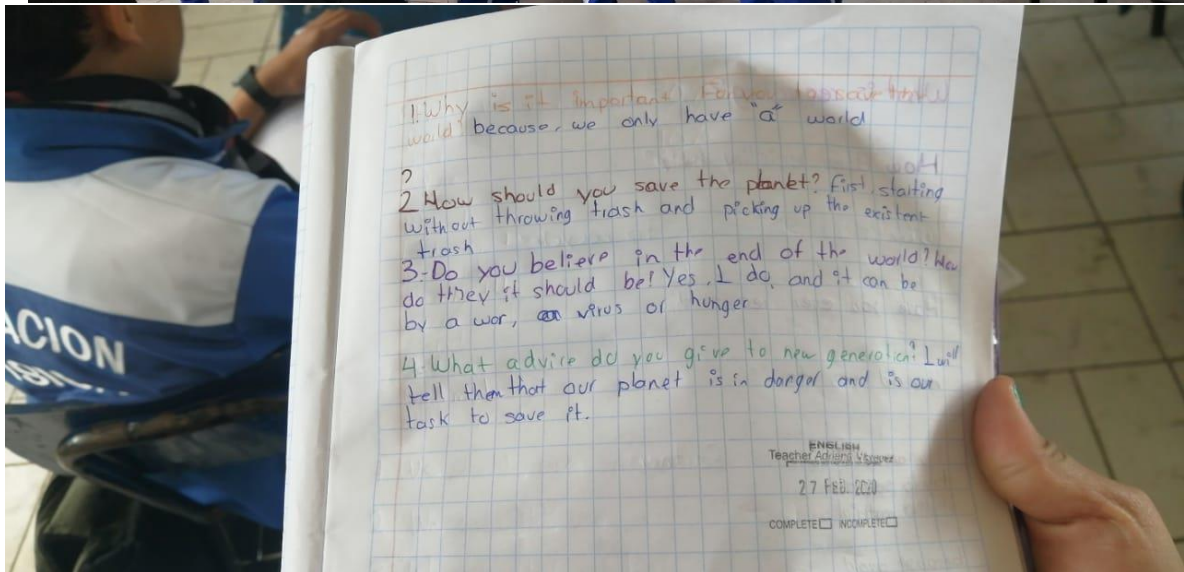 1. Why is it important for you to save the
world? because, we only have "a" world
?
2 How should you save the planket? First, starting
without throwing trash and picking up the existent
trash
3.-Do you believe in the end of the world? How
do they it should be? Yes, I do, and it can be
by a war, virus or hunger
4. What advice do you give to new generation? I will
tell them that our planet is in danger and is our
task to save it.
ENGLISH
Teacher Adriana
27 FEB. 2020
COMPLETE☐ INCOMPLETE☐
ACION